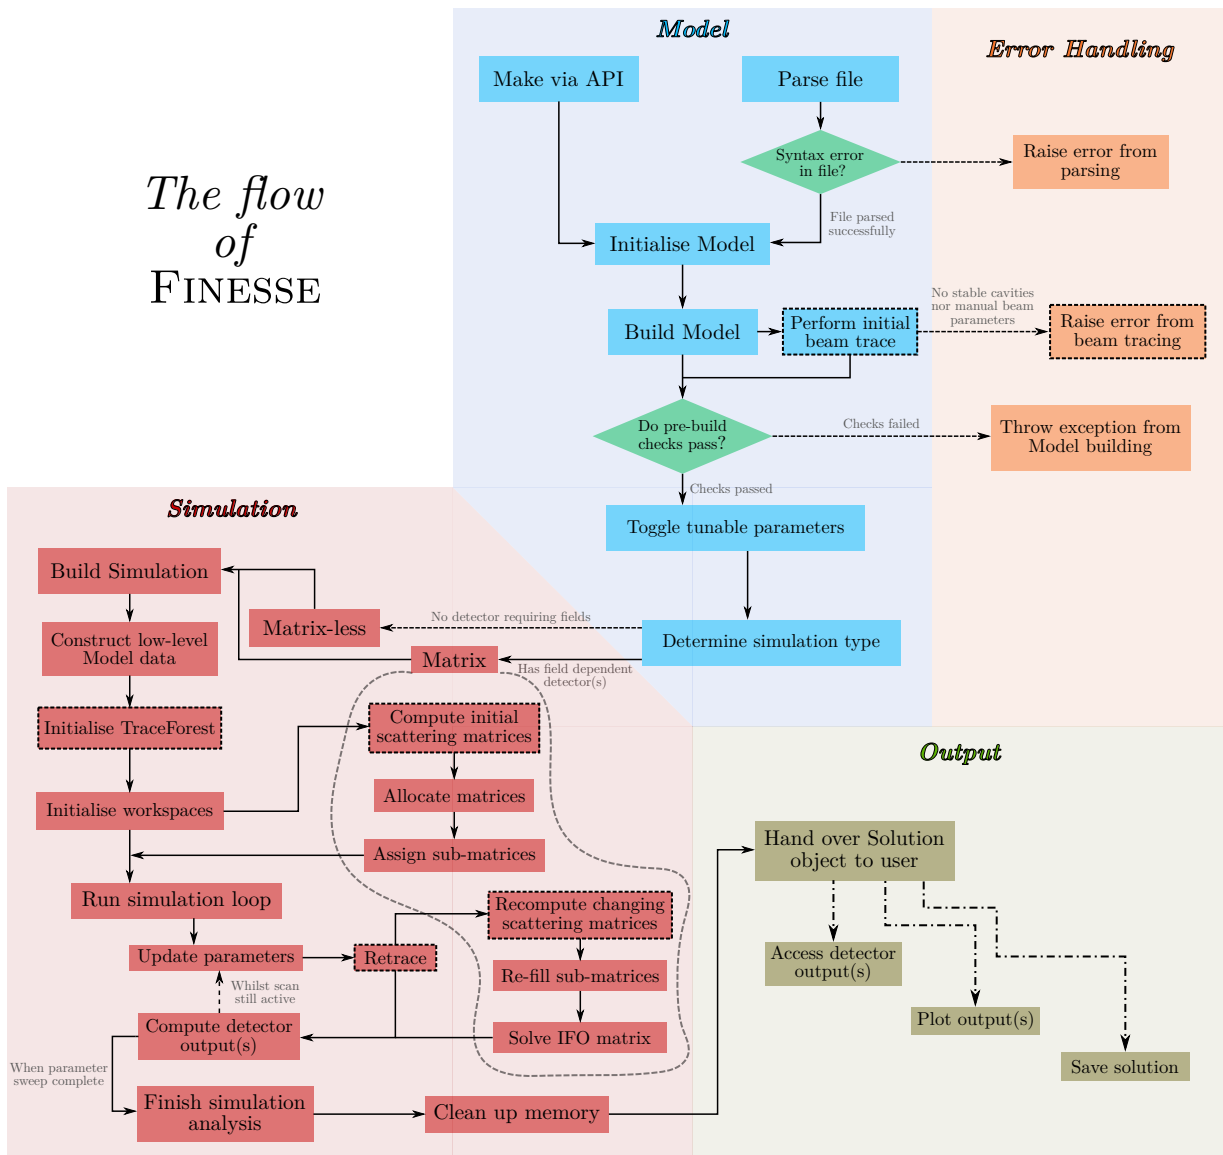 The flow
of
FINESSE
Model
Make via API
Parse file
Syntax error
in file?
File parsed
successfully
Initialise Model
Build Model
Perform initial
beam trace
No stable cavities
nor manual beam
parameters
Do pre-build
checks pass?
Checks failed
Checks passed
Toggle tunable parameters
Determine simulation type
Error Handling
Raise error from
parsing
Raise error from
beam tracing
Throw exception from
Model building
Simulation
Build Simulation
Matrix-less
No detector requiring fields
Matrix
Has field dependent
detector(s)
Construct low-level
Model data
Initialise TraceForest
Initialise workspaces
Compute initial
scattering matrices
Allocate matrices
Assign sub-matrices
Run simulation loop
Update parameters
Retrace
Recompute changing
scattering matrices
Re-fill sub-matrices
Solve IFO matrix
Whilst scan
still active
Compute detector
output(s)
When parameter
sweep complete
Finish simulation
analysis
Clean up memory
Output
Hand over Solution
object to user
Access detector
output(s)
Plot output(s)
Save solution